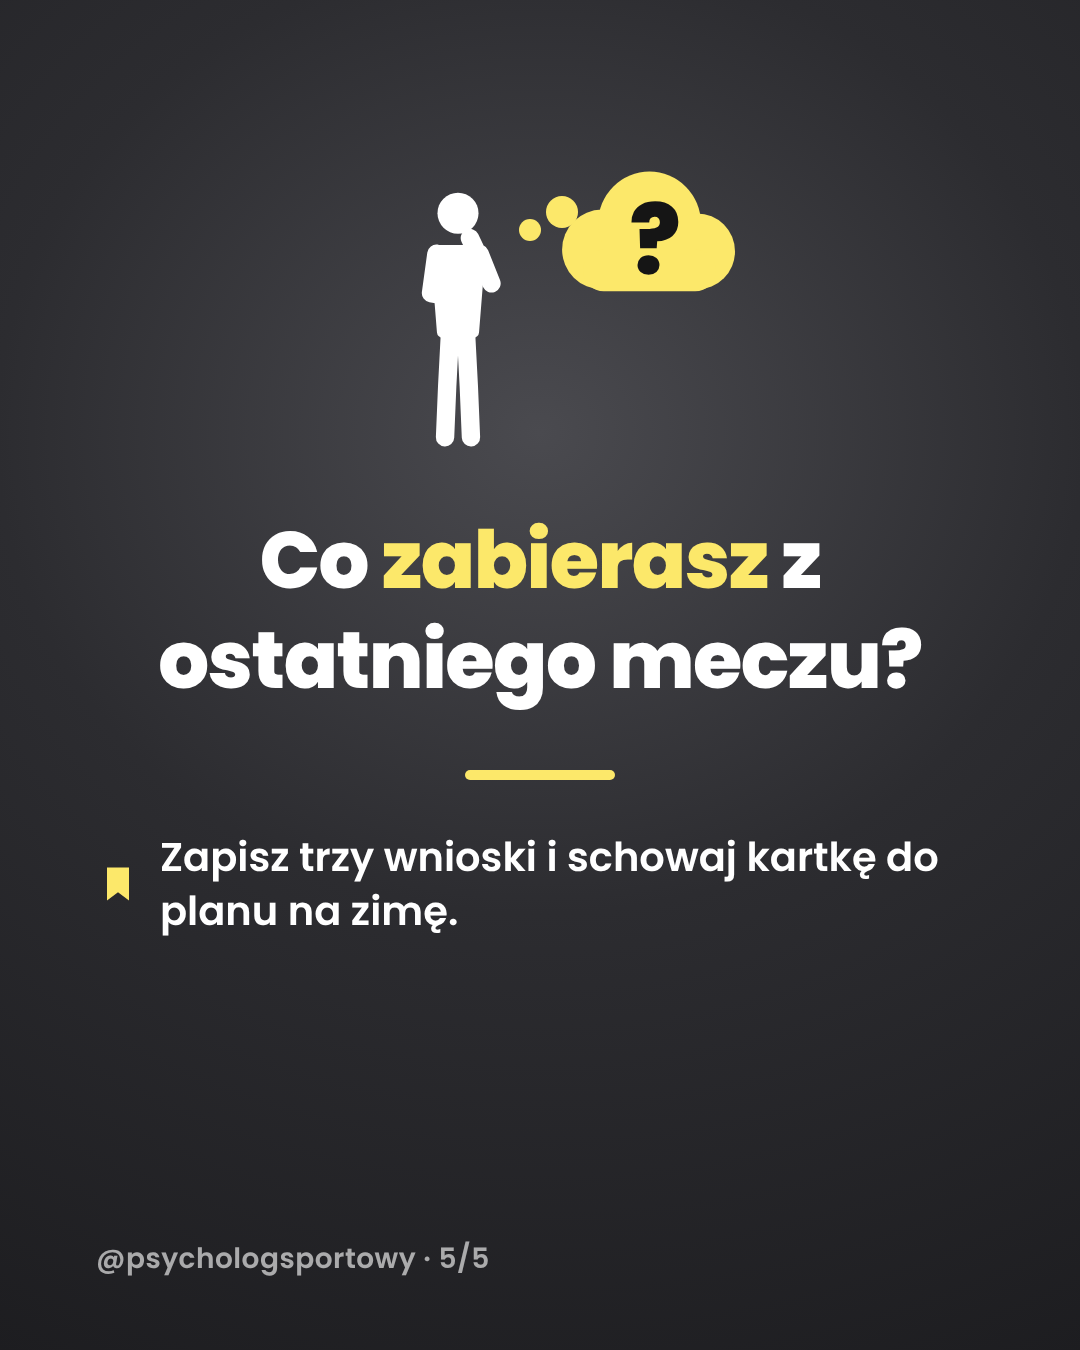 ?
Co zabierasz z
ostatniego meczu?
Zapisz trzy wnioski i schowaj kartkę do
planu na zimę.
@psychologsportowy · 5/5